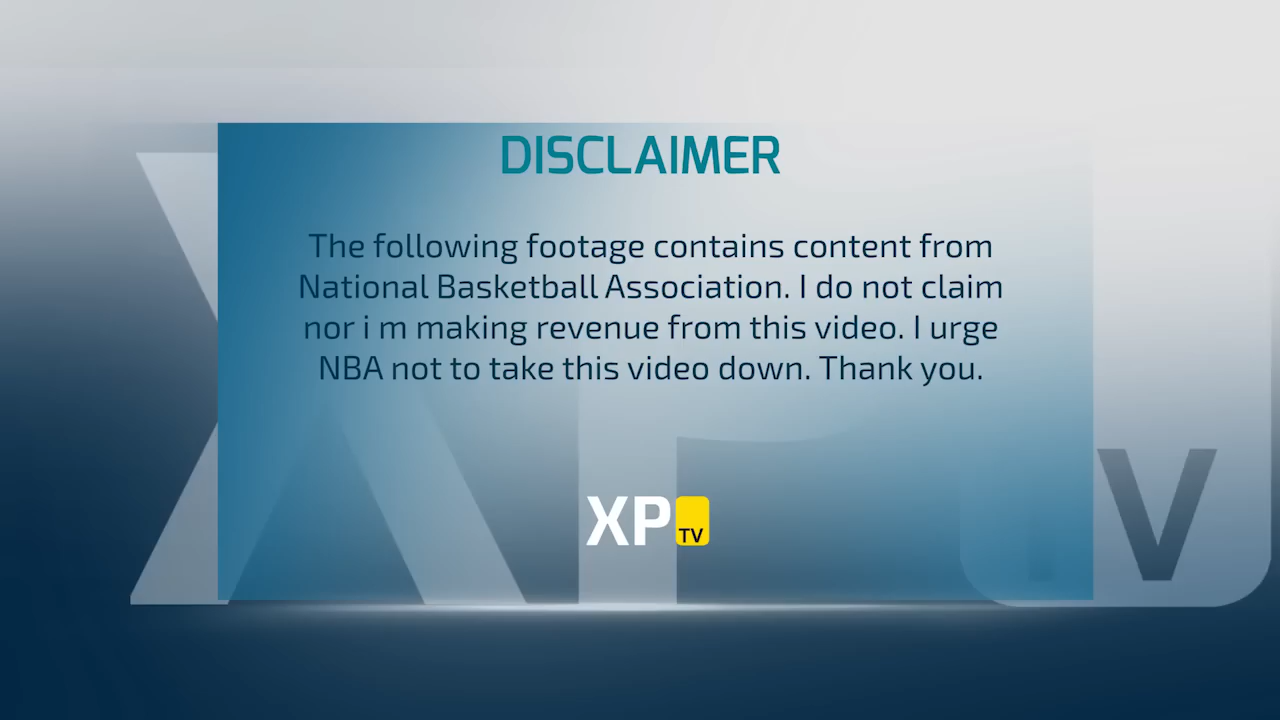 DISCLAIMER
The following footage contains content from
National Basketball Association. I do not claim
nor i m making revenue from this video. I urge
NBA not to take this video down. Thank you.
XP TV